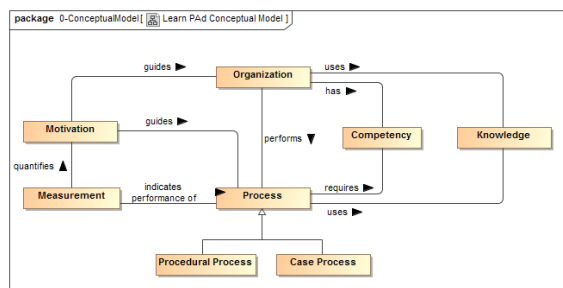 package 0-ConceptualModel[ Learn PAd Conceptual Model ]
guides
Organization
uses
has
Motivation
guides
performs
Competency
Knowledge
quantifies
Measurement
indicates
performance of
Process
requires
uses
Procedural Process
Case Process